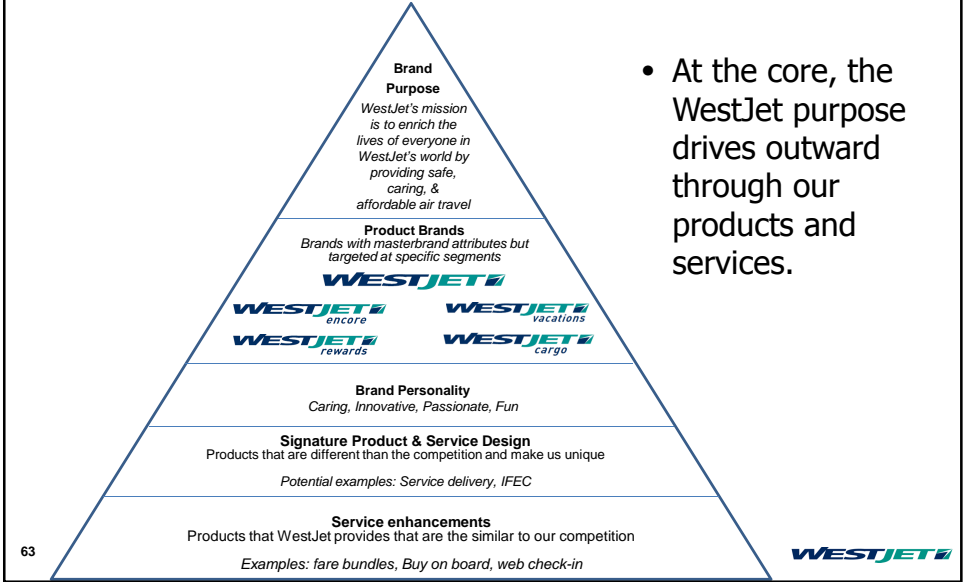 Brand
Purpose
WestJet's mission
is to enrich the
lives of everyone in
WestJet's world by
providing safe,
caring, &
affordable air travel
Product Brands
Brands with masterbrand attributes but
targeted at specific segments
WESTJET
WESTJET
encore
WESTJET
vacations
WESTJET
rewards
WESTJET
cargo
Brand Personality
Caring, Innovative, Passionate, Fun
Signature Product & Service Design
Products that are different than the competition and make us unique
Potential examples: Service delivery, IFEC
Service enhancements
Products that WestJet provides that are the similar to our competition
Examples: fare bundles, Buy on board, web check-in
• At the core, the
WestJet purpose
drives outward
through our
products and
services.
63
WESTJET